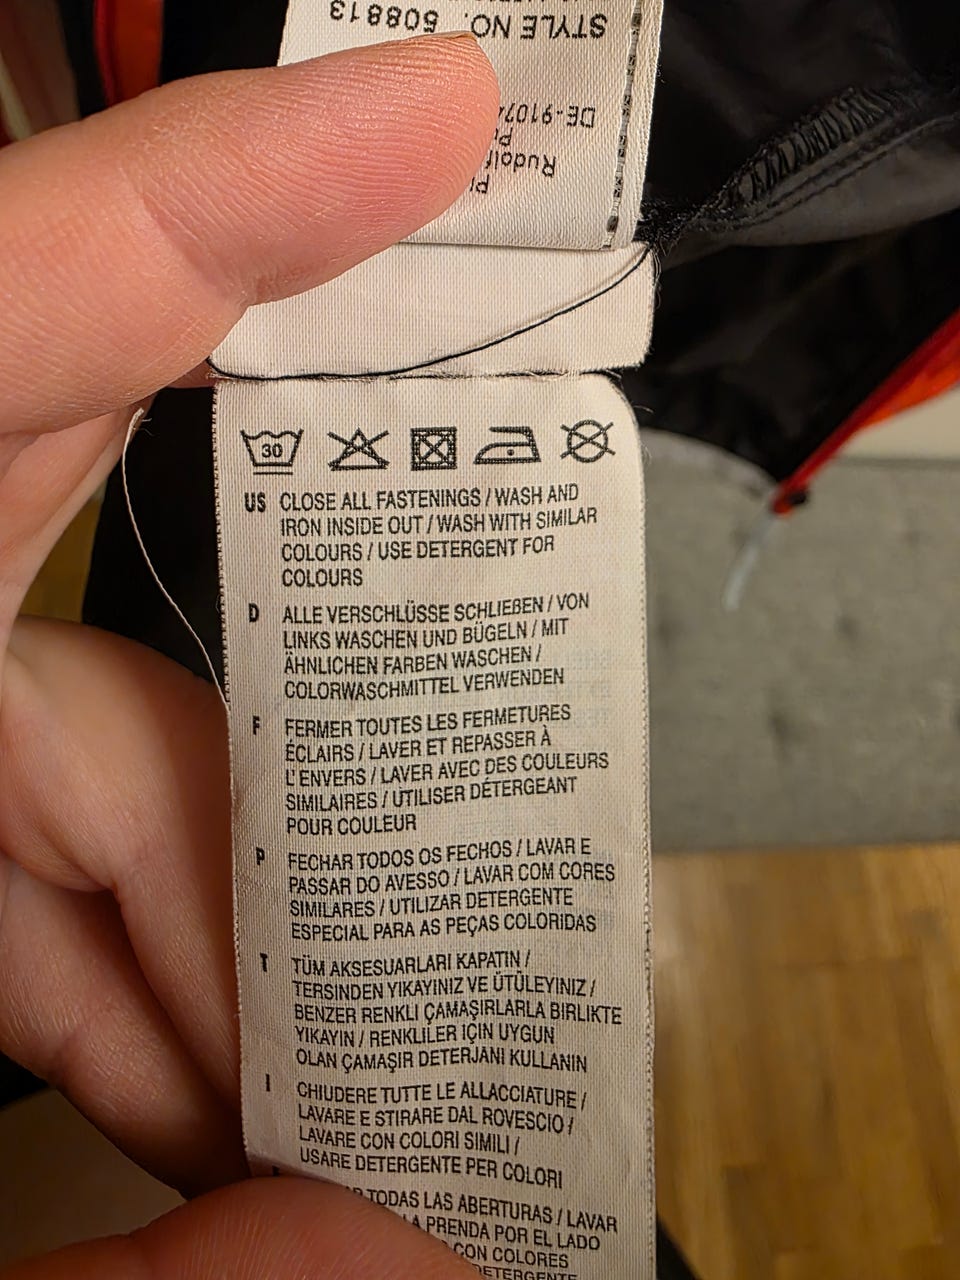 STYLE NO. 508813
DE-91074
Rudolf
30
US CLOSE ALL FASTENINGS / WASH AND
IRON INSIDE OUT / WASH WITH SIMILAR
COLOURS / USE DETERGENT FOR
COLOURS
D ALLE VERSCHLÜSSE SCHLIEßEN / VON
LINKS WASCHEN UND BÜGELN / MIT
ÄHNLICHEN FARBEN WASCHEN /
COLORWASCHMITTEL VERWENDEN
F FERMER TOUTES LES FERMETURES
ÉCLAIRS / LAVER ET REPASSER À
L'ENVERS / LAVER AVEC DES COULEURS
SIMILAIRES / UTILISER DÉTERGEANT
POUR COULEUR
P FECHAR TODOS OS FECHOS / LAVAR E
PASSAR DO AVESSO / LAVAR COM CORES
SIMILARES / UTILIZAR DETERGENTE
ESPECIAL PARA AS PEÇAS COLORIDAS
T TÜM AKSESUARLARI KAPATIN /
TERSINDEN YIKAYINIZ VE ÜTÜLEYINIZ /
BENZER RENKLI ÇAMAŞIRLARLA BIRLIKTE
YIKAYIN / RENKLILER IÇIN UYGUN
OLAN ÇAMAŞIR DETERJANI KULLANIN
I CHIUDERE TUTTE LE ALLACCIATURE /
LAVARE E STIRARE DAL ROVESCIO /
LAVARE CON COLORI SIMILI /
USARE DETERGENTE PER COLORI
TODAS LAS ABERTURAS / LAVAR
LA PRENDA POR EL LADO
CON COLORES
DETERGENTE